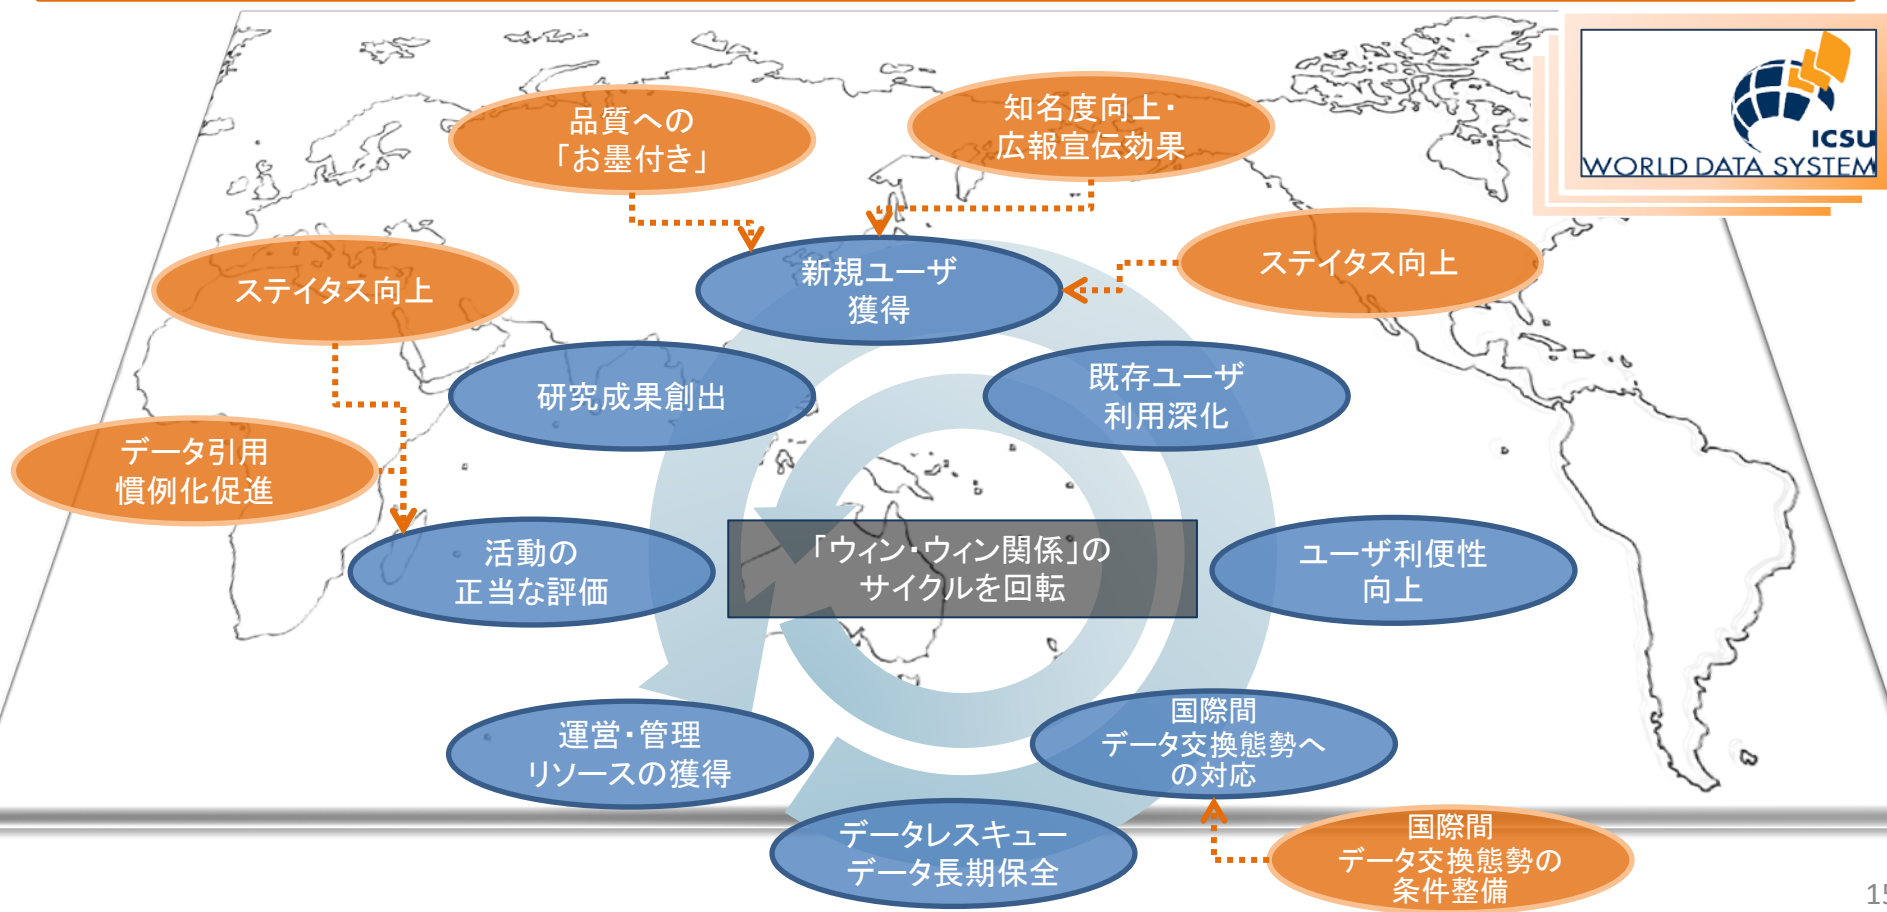 品質への
「お墨付き」
知名度向上・
広報宣伝効果
ICSU
WORLD DATA SYSTEM
ステイタス向上
新規ユーザ
獲得
ステイタス向上
研究成果創出
既存ユーザ
利用深化
データ引用
慣例化促進
活動の
正当な評価
「ウィン・ウィン関係」の
サイクルを回転
ユーザ利便性
向上
運営・管理
リソースの獲得
国際間
データ交換態勢へ
の対応
データレスキュー
データ長期保全
国際間
データ交換態勢の
条件整備
15